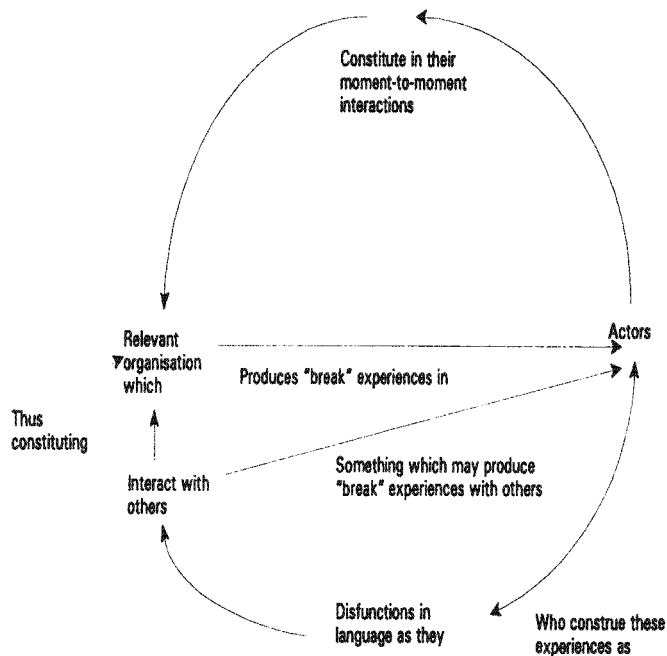 Constitute in their
moment-to-moment
interactions
Relevant
organisation
which
Actors
Produces "break" experiences in
Thus
constituting
Interact with
others
Something which may produce
"break" experiences with others
Disfunctions in
language as they
Who construe these
experiences as